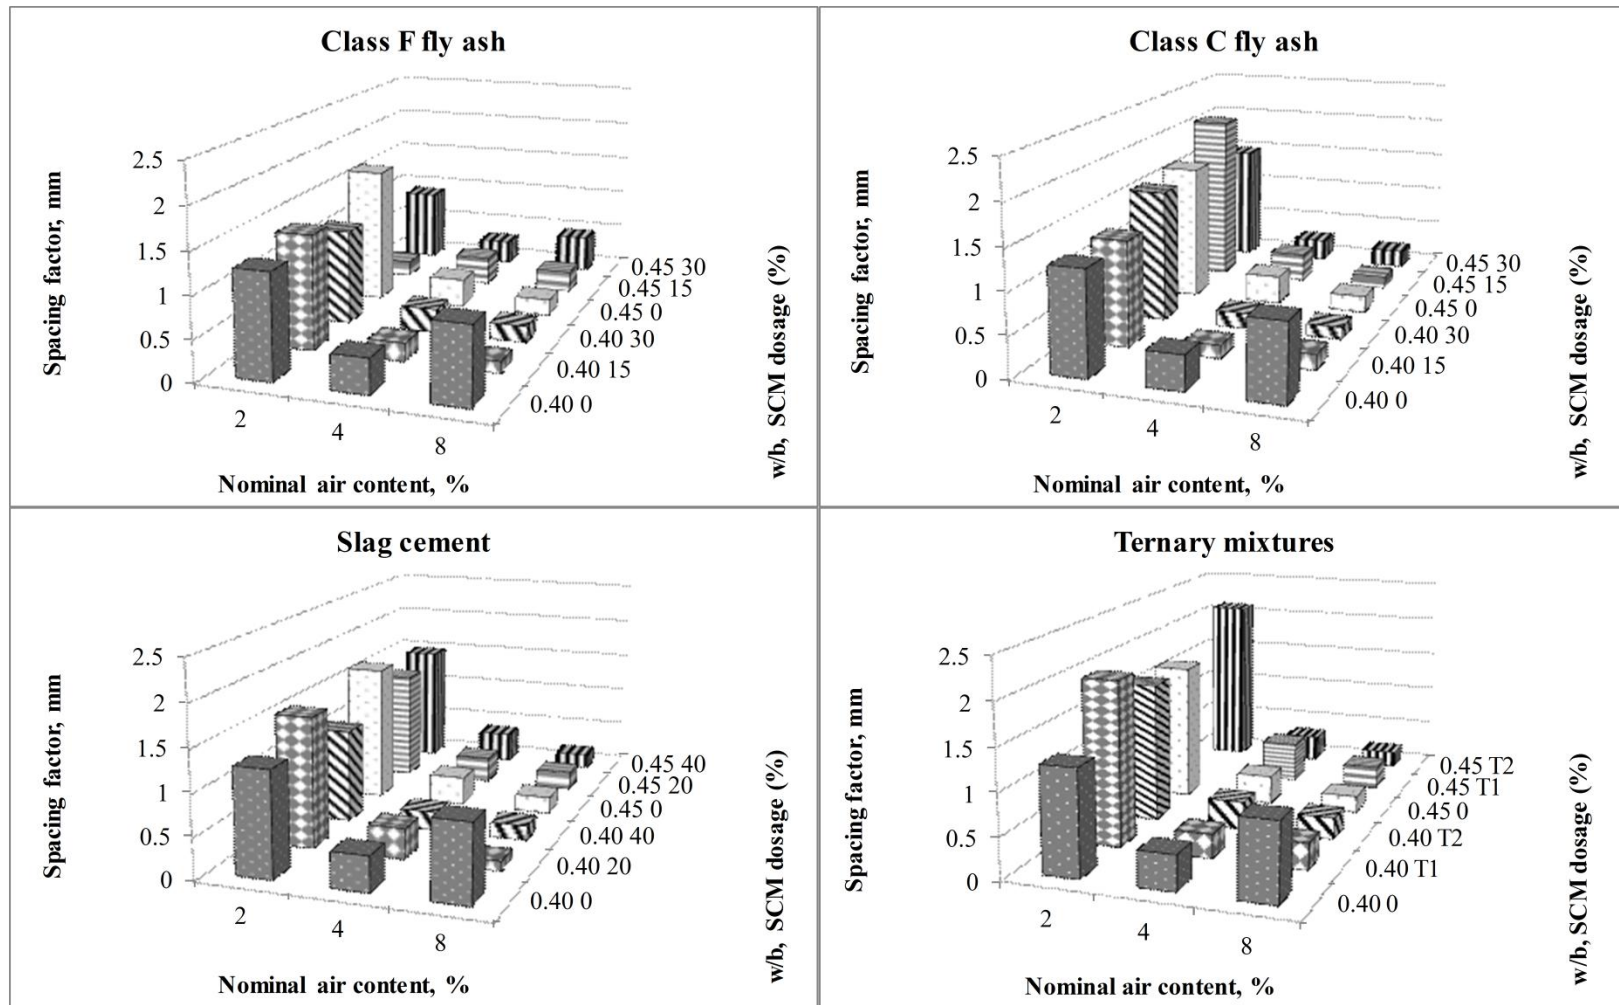 Class F fly ash
Spacing factor, mm
2.5
2
1.5
1
0.5
0
2
4
8
Nominal air content, %
0.45 30
0.45 15
0.45 0
0.40 30
0.40 15
0.40 0
w/b, SCM dosage (%)
Class C fly ash
Spacing factor, mm
2.5
2
1.5
1
0.5
0
2
4
8
Nominal air content, %
0.45 30
0.45 15
0.45 0
0.40 30
0.40 15
0.40 0
w/b, SCM dosage (%)
Slag cement
Spacing factor, mm
2.5
2
1.5
1
0.5
0
2
4
8
Nominal air content, %
0.45 40
0.45 20
0.45 0
0.40 40
0.40 20
0.40 0
w/b, SCM dosage (%)
Ternary mixtures
Spacing factor, mm
2.5
2
1.5
1
0.5
0
2
4
8
Nominal air content, %
0.45 T2
0.45 T1
0.45 0
0.40 T2
0.40 T1
0.40 0
w/b, SCM dosage (%)